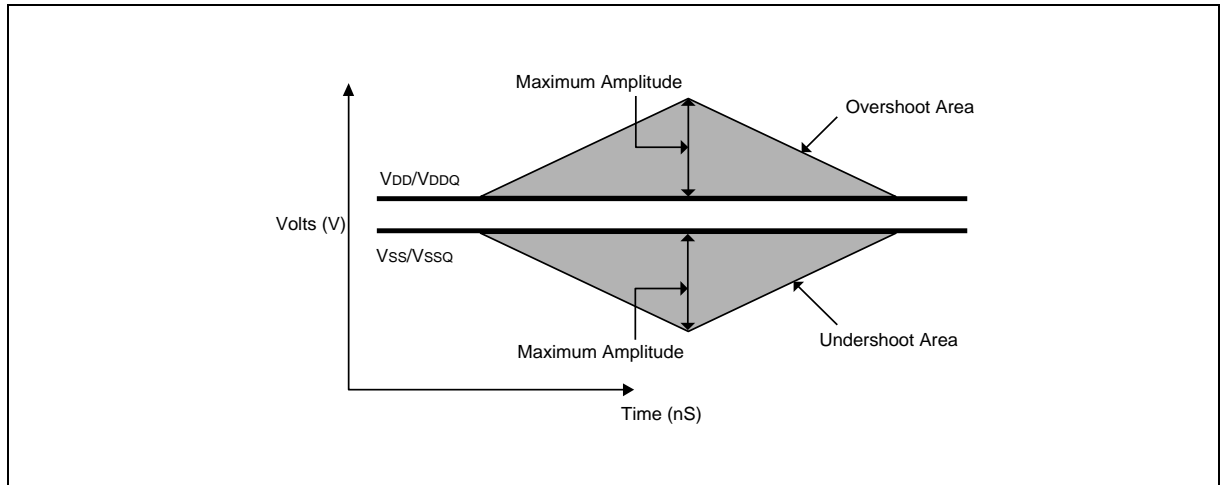 Maximum Amplitude
Overshoot Area
VDD/VDDQ
Volts (V)
VSS/VSSQ
Undershoot Area
Maximum Amplitude
Time (nS)